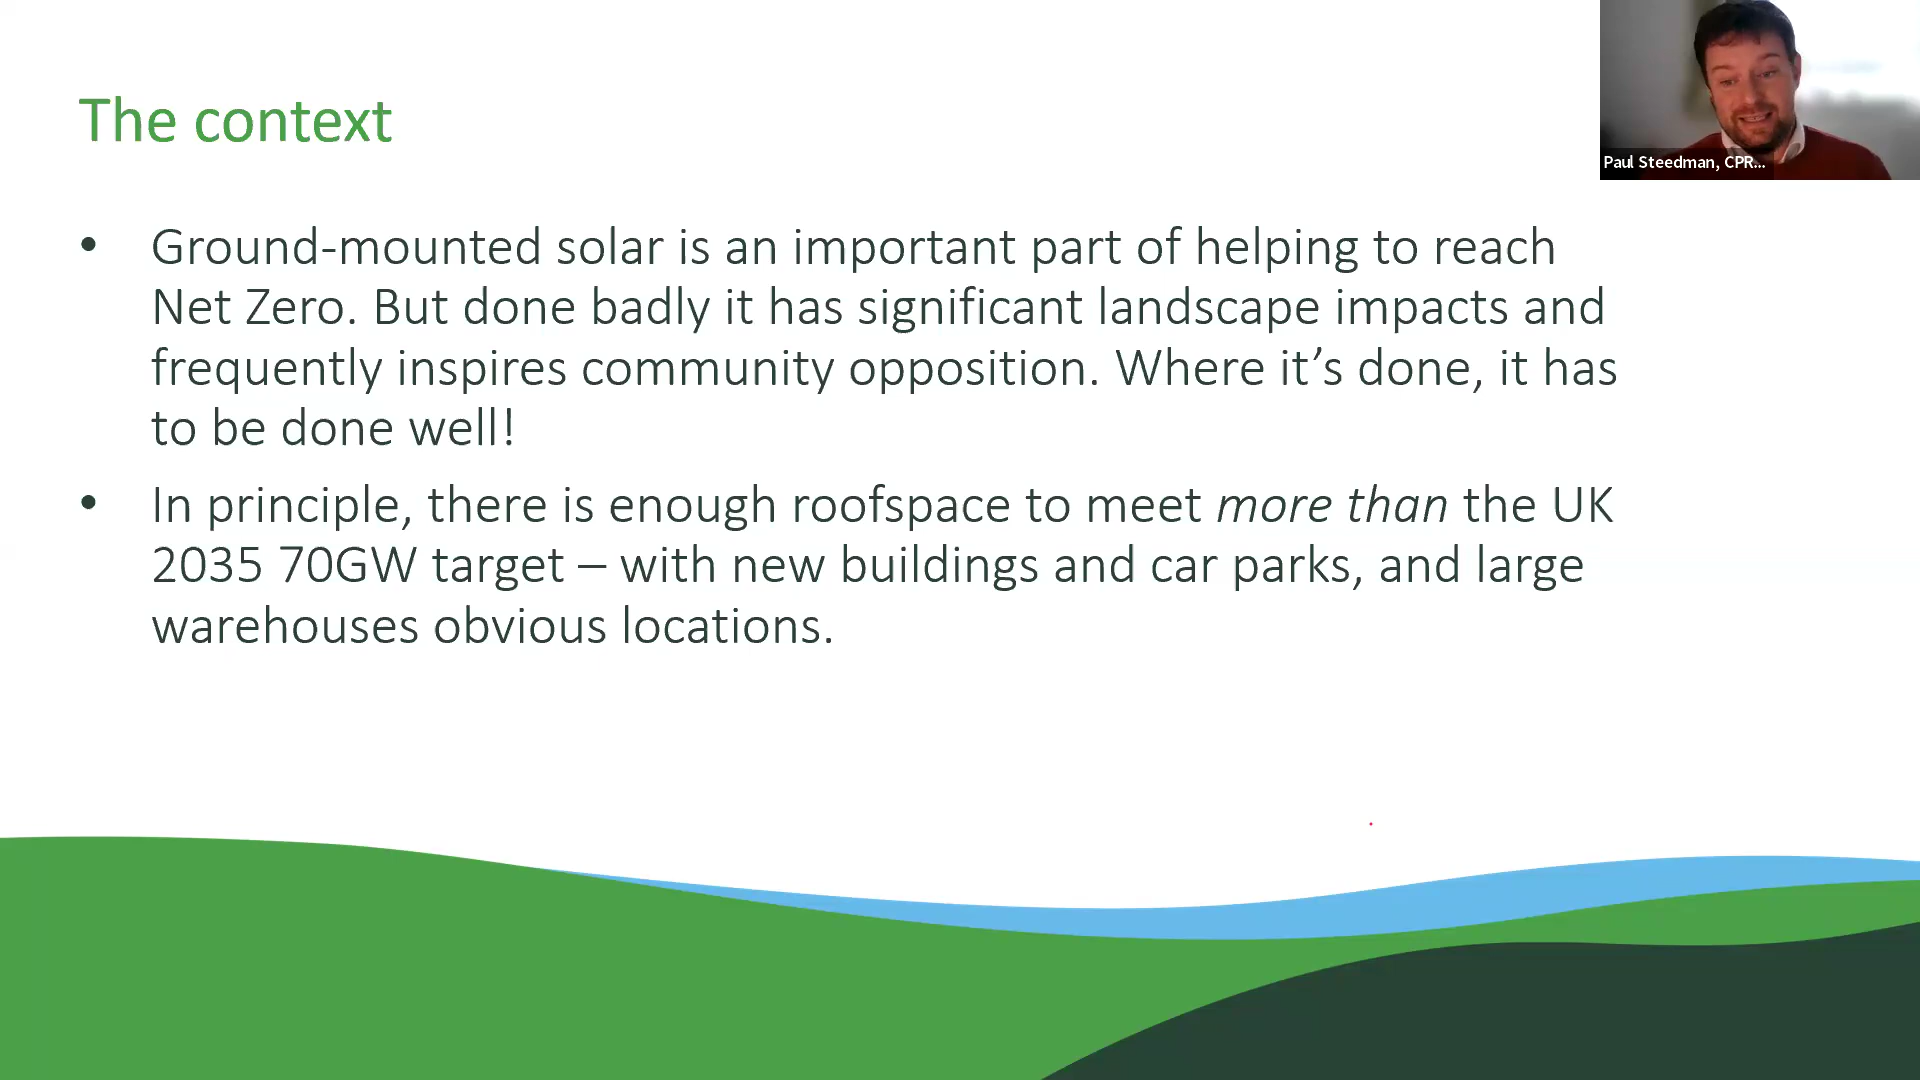 The context
Paul Steedman, CPR...
• Ground-mounted solar is an important part of helping to reach
Net Zero. But done badly it has significant landscape impacts and
frequently inspires community opposition. Where it’s done, it has
to be done well!
• In principle, there is enough roofspace to meet more than the UK
2035 70GW target – with new buildings and car parks, and large
warehouses obvious locations.